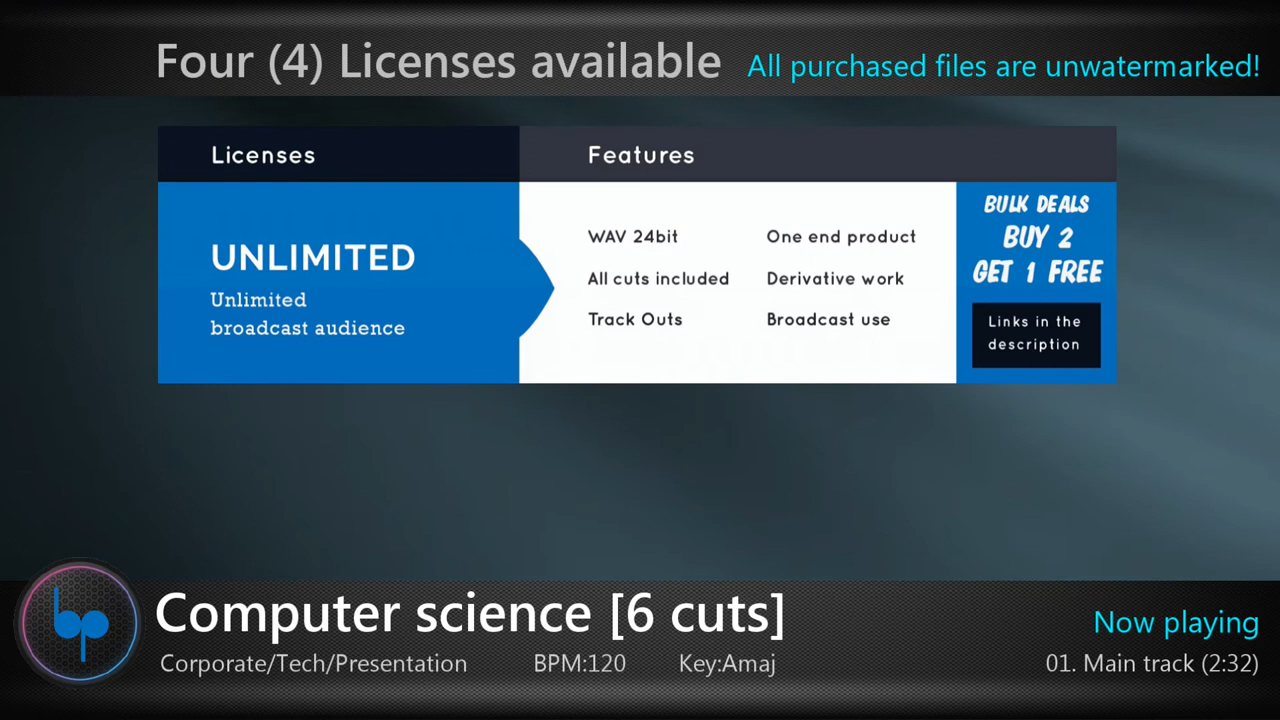 Four (4) Licenses available
All purchased files are unwatermarked!
Licenses
Features
UNLIMITED
Unlimited
broadcast audience
WAV 24bit
One end product
All cuts included
Derivative work
Track Outs
Broadcast use
BULK DEALS
BUY 2
GET 1 FREE
Links in the
description
bp
Computer science [6 cuts]
Now playing
Corporate/Tech/Presentation
BPM:120
Key:Amaj
01. Main track (2:32)